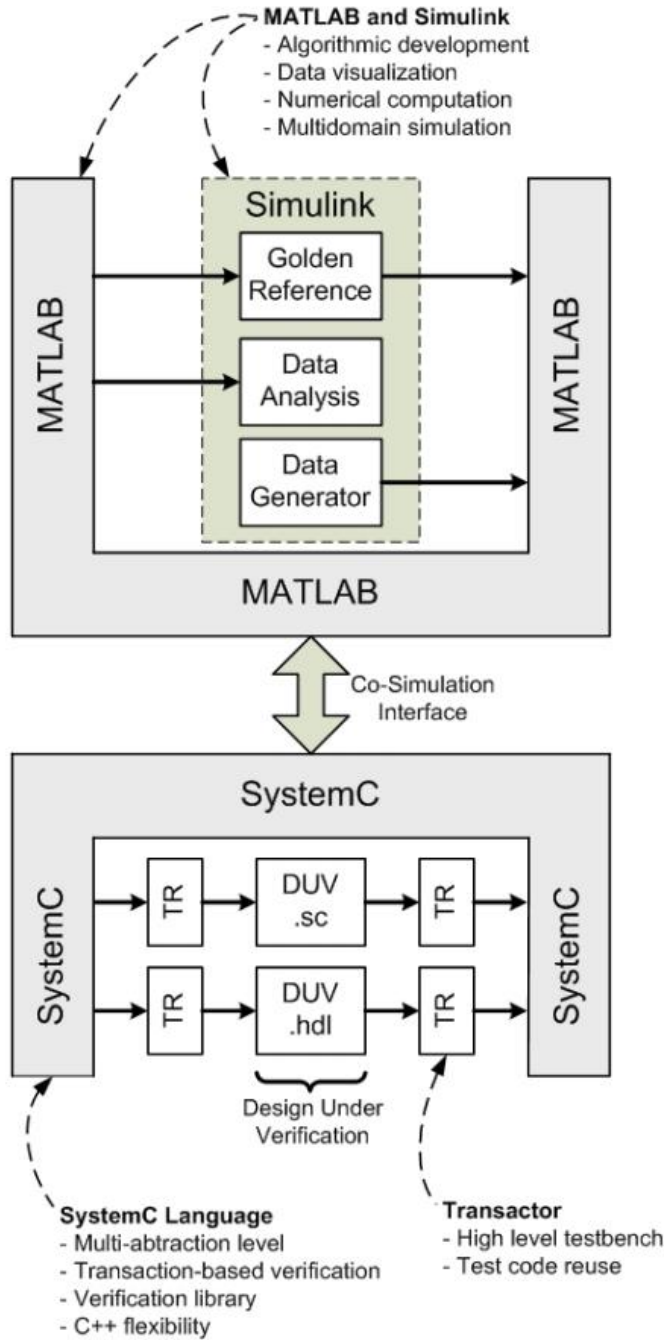 MATLAB and Simulink
- Algorithmic development
- Data visualization
- Numerical computation
- Multidomain simulation
Simulink
Golden
Reference
Data
Analysis
Data
Generator
MATLAB
MATLAB
MATLAB
Co-Simulation
Interface
SystemC
SystemC
TR
DUV
.sc
TR
TR
DUV
.hdl
TR
SystemC
Design Under
Verification
SystemC Language
- Multi-abtraction level
- Transaction-based verification
- Verification library
- C++ flexibility
Transactor
- High level testbench
- Test code reuse